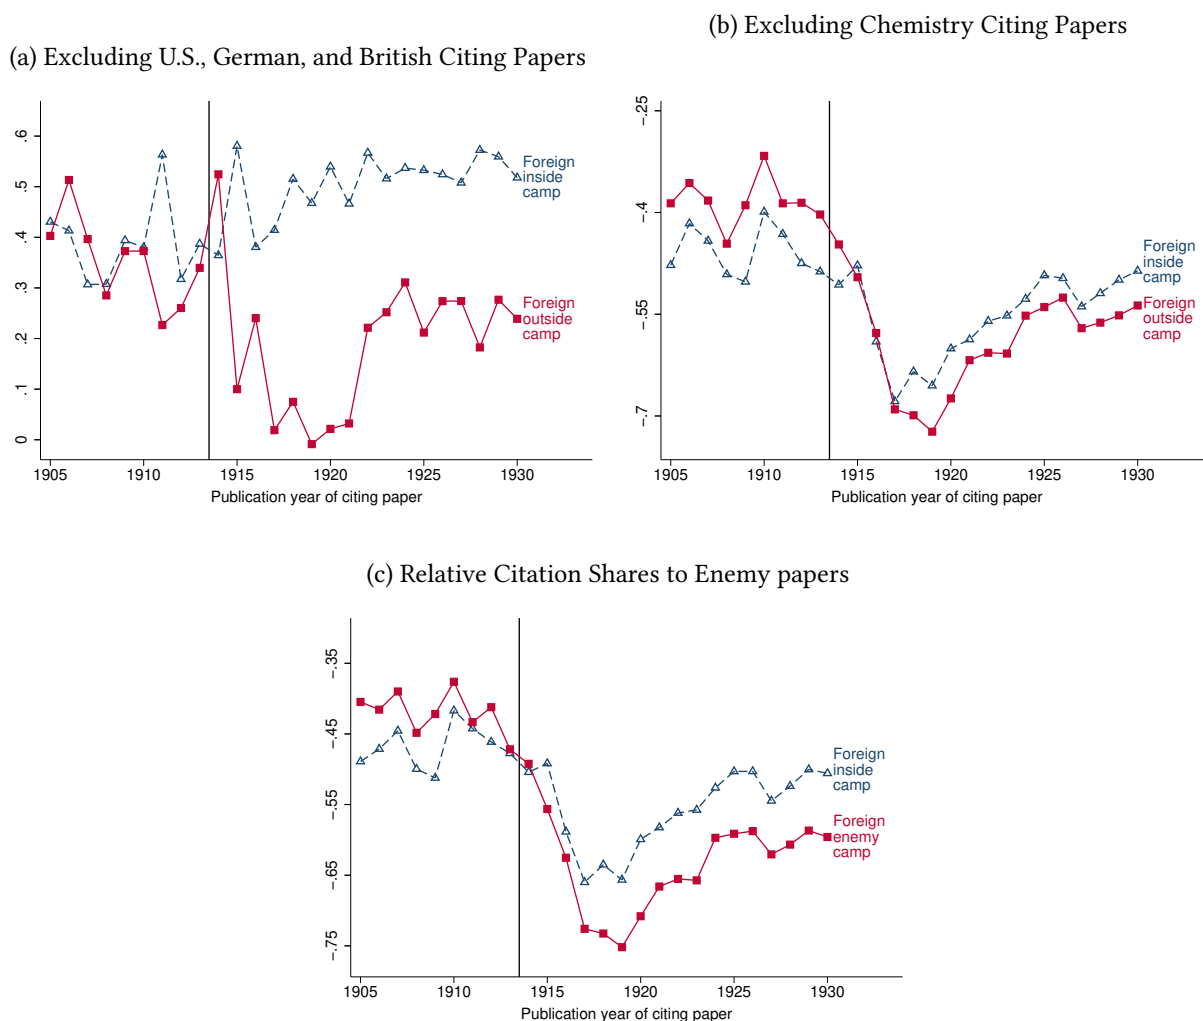 (a) Excluding U.S., German, and British Citing Papers
.6
.5
.4
.3
.2
.1
0
Foreign
inside
camp
Foreign
outside
camp
1905
1910
1915
1920
1925
1930
Publication year of citing paper
(b) Excluding Chemistry Citing Papers
-.25
-.4
-.55
-.7
Foreign
inside
camp
Foreign
outside
camp
1905
1910
1915
1920
1925
1930
Publication year of citing paper
(c) Relative Citation Shares to Enemy papers
-.35
-.45
-.55
-.65
-.75
Foreign
inside
camp
Foreign
enemy
camp
1905
1910
1915
1920
1925
1930
Publication year of citing paper